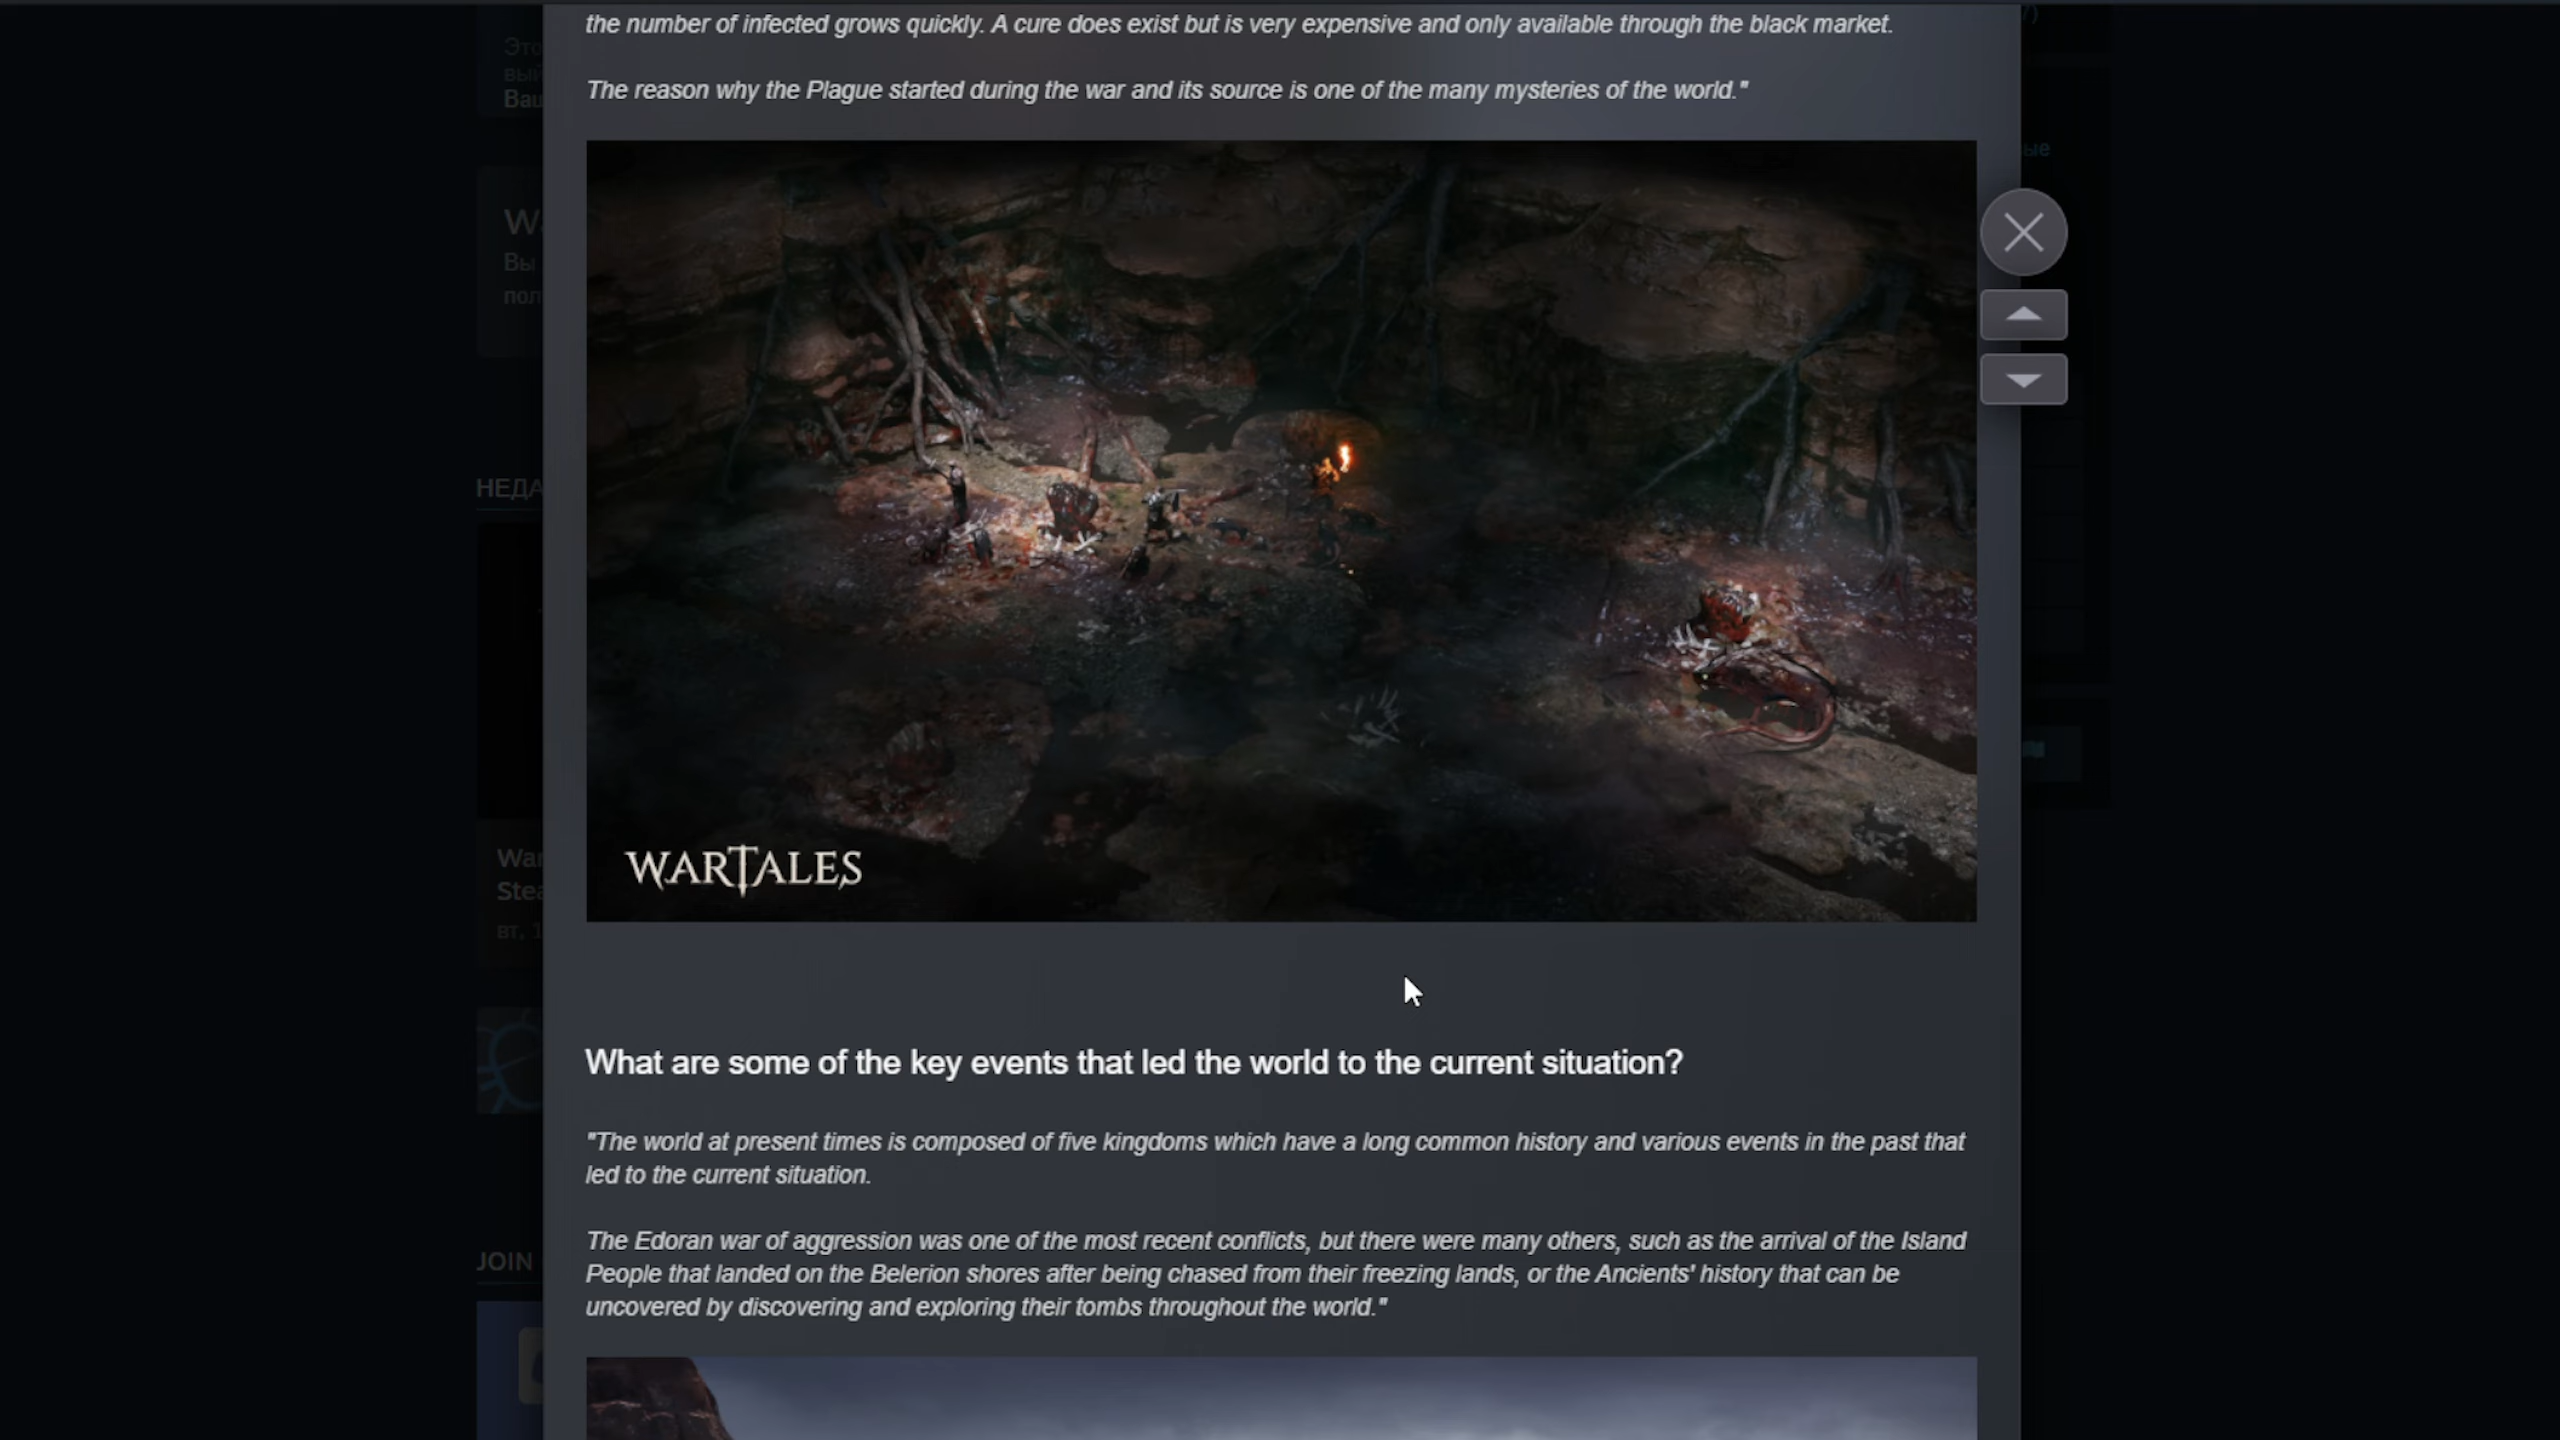 the number of infected grows quickly. A cure does exist but is very expensive and only available through the black market.
The reason why the Plague started during the war and its source is one of the many mysteries of the world."
WARTALES
What are some of the key events that led the world to the current situation?
"The world at present times is composed of five kingdoms which have a long common history and various events in the past that
led to the current situation.
The Edoran war of aggression was one of the most recent conflicts, but there were many others, such as the arrival of the Island
People that landed on the Belerion shores after being chased from their freezing lands, or the Ancients' history that can be
uncovered by discovering and exploring their tombs throughout the world."
Вы
НЕДА
War
Stea
вт, 1
JOIN